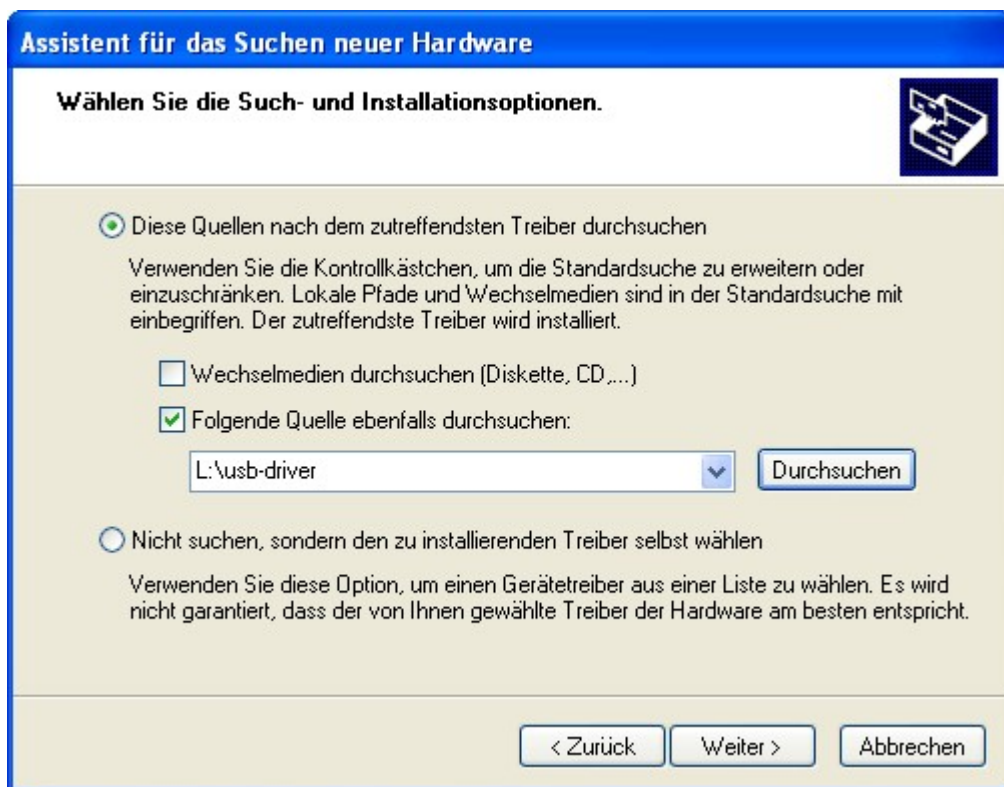 Assistent für das Suchen neuer Hardware
Wählen Sie die Such- und Installationsoptionen.
Diese Quellen nach dem zutreffendsten Treiber durchsuchen
Verwenden Sie die Kontrollkästchen, um die Standardsuche zu erweitern oder
einzuschränken. Lokale Pfade und Wechselmedien sind in der Standardsuche mit
einbegriffen. Der zutreffendste Treiber wird installiert.
Wechselmedien durchsuchen (Diskette, CD,...)
Folgende Quelle ebenfalls durchsuchen:
L:\usb-driver Durchsuchen
Nicht suchen, sondern den zu installierenden Treiber selbst wählen
Verwenden Sie diese Option, um einen Gerätetreiber aus einer Liste zu wählen. Es wird
nicht garantiert, dass der von Ihnen gewählte Treiber der Hardware am besten entspricht.
< Zurück Weiter > Abbrechen